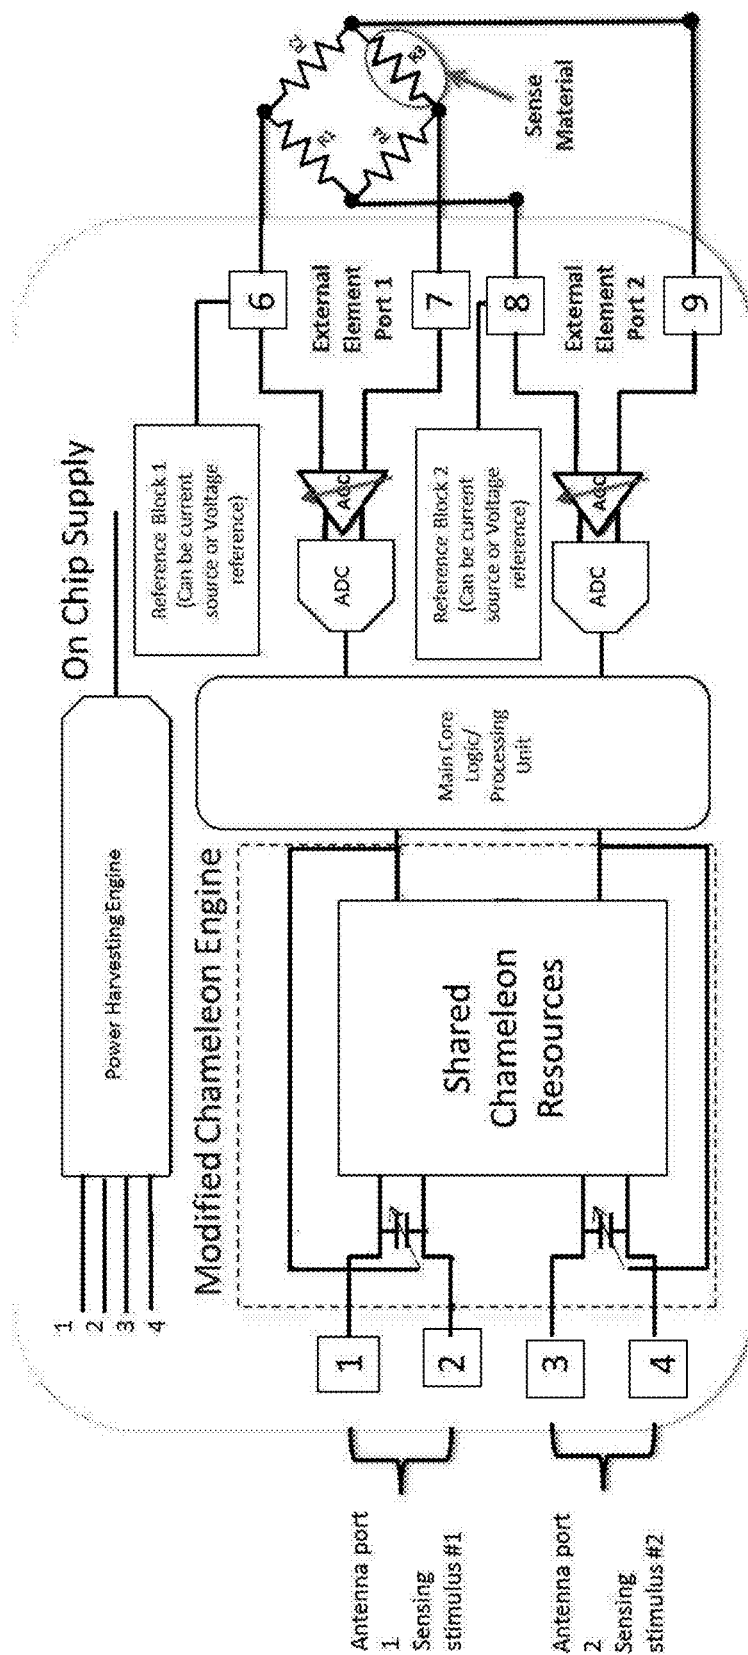 1
2
3
4
Power Harvesting Engine
On Chip Supply
Modified Chameleon Engine
Reference Block 1
(Can be current
source or Voltage
reference)
6
External
Element
Port 1
7
AGC
ADC
Main Core
Logic/
Processing
Unit
Shared
Chameleon
Resources
Reference Block 2
(Can be current
source or Voltage
reference)
8
External
Element
Port 2
9
AGC
ADC
Sense
Material
1
2
3
4
Antenna port
1
Sensing
stimulus #1
Antenna port
2
Sensing
stimulus #2